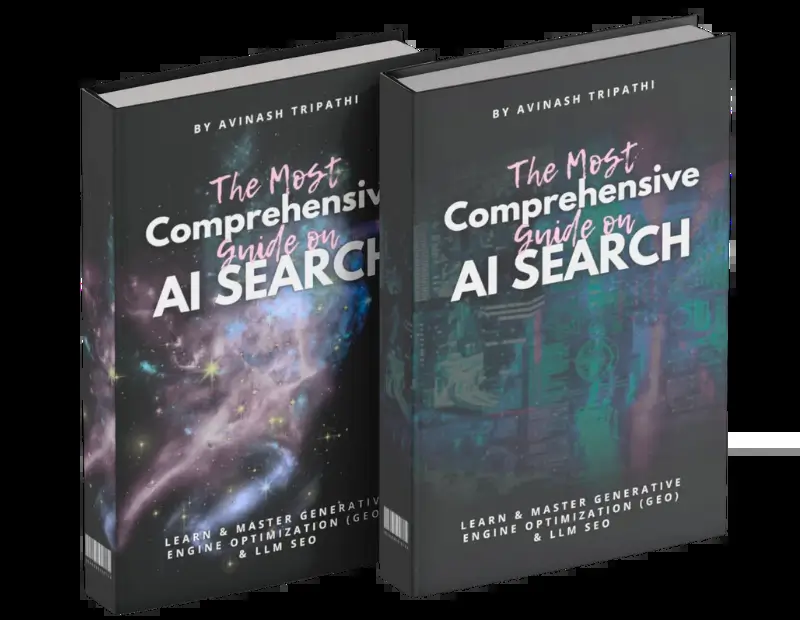 BY AVINASH TRIPATHI
The Most
Comprehensiv
guide on
AI SEARCH
LEARN & MASTER GENERATIVE
ENGINE OPTIMIZATION (GEO
& LLM SEO
BY AVINASH TRIPATHI
The Most
Comprehensive
guide on
AI SEARCH
LEARN & MASTER GENERATIVE
ENGINE OPTIMIZATION (GEO)
& LLM SEO